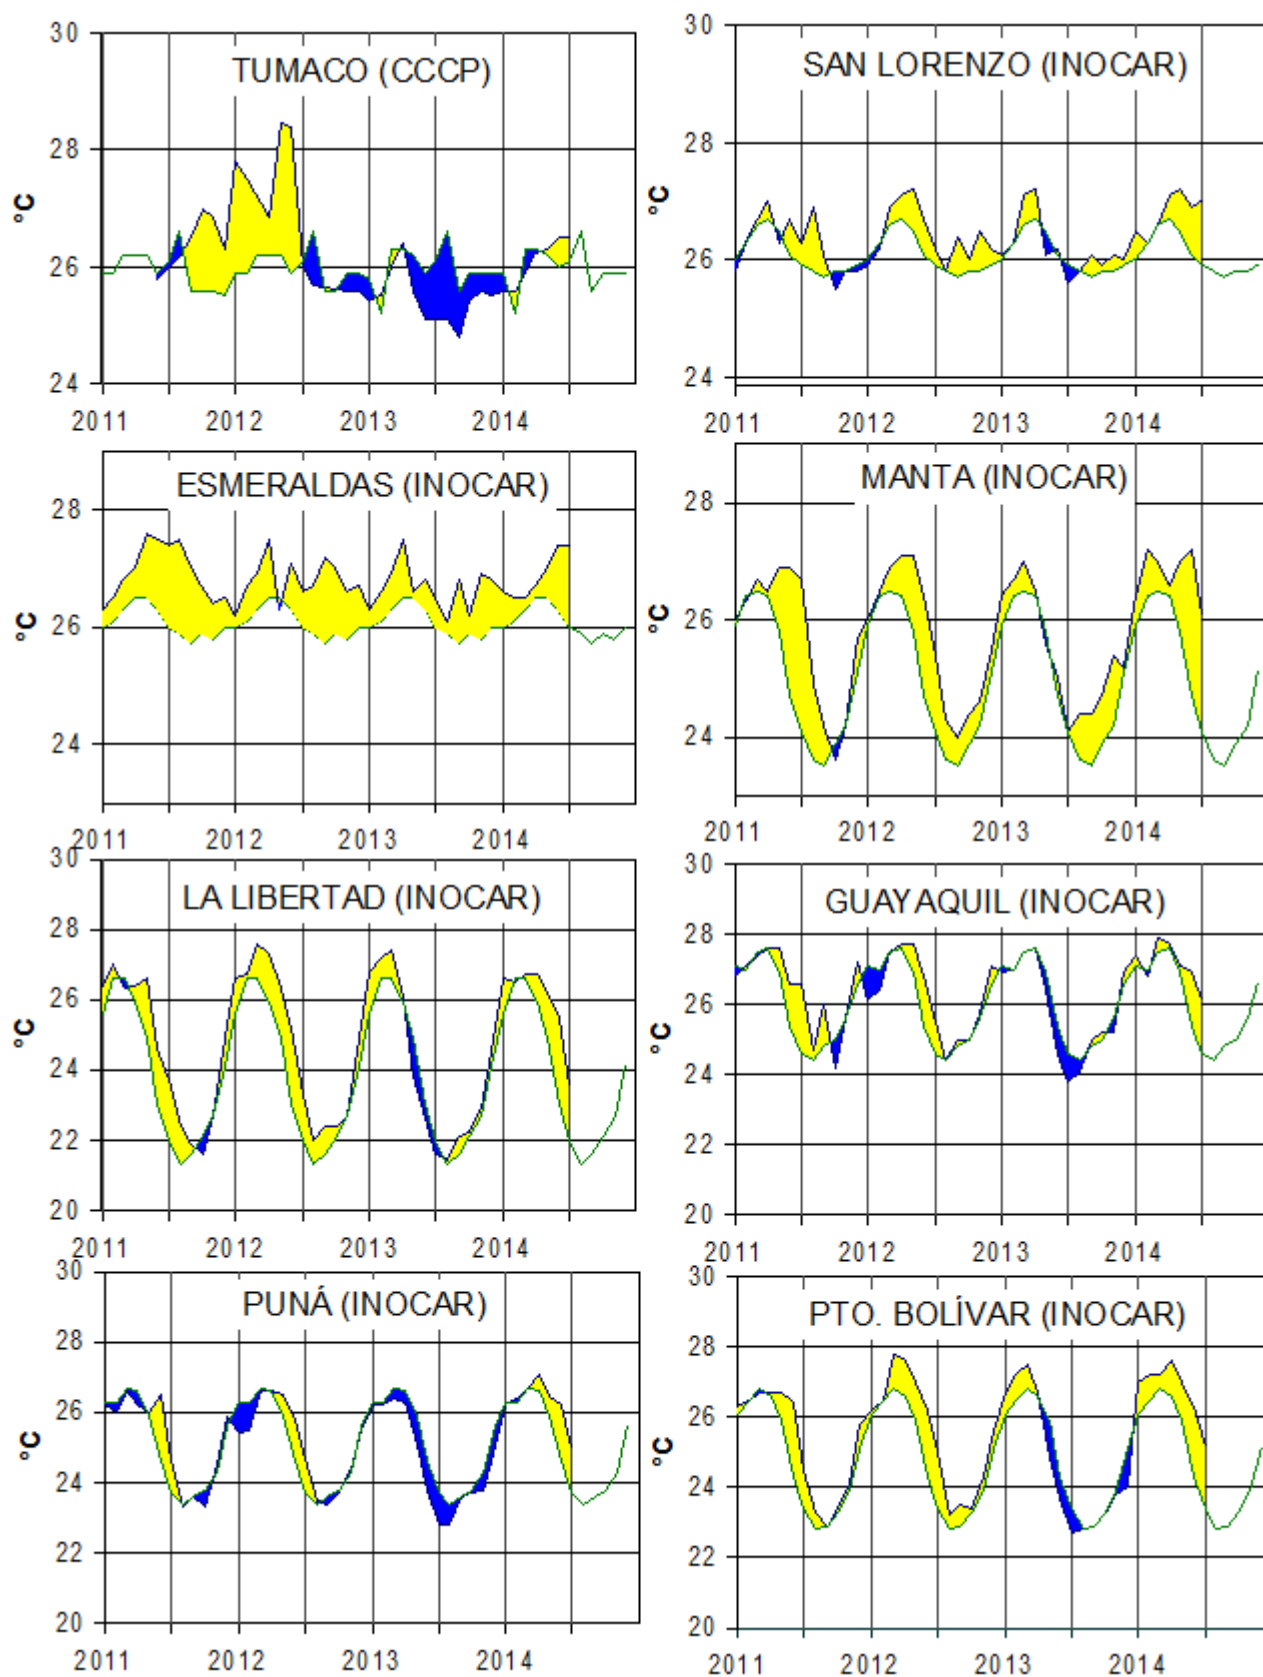 30
TUMACO (CCCP)
28
°C
26
24
2011 2012 2013 2014
30
SAN LORENZO (INOCAR)
28
°C
26
24
2011 2012 2013 2014
ESMERALDAS (INOCAR)
28
°C
26
24
2011 2012 2013 2014
MANTA (INOCAR)
28
26
°C
24
2011 2012 2013 2014
30
LA LIBERTAD (INOCAR)
28
26
°C
24
22
20
2011 2012 2013 2014
30
GUAYAQUIL (INOCAR)
28
26
°C
24
22
20
2011 2012 2013 2014
30
PUNÁ (INOCAR)
28
26
°C
24
22
20
2011 2012 2013 2014
30
PTO. BOLÍVAR (INOCAR)
28
26
°C
24
22
20
2011 2012 2013 2014